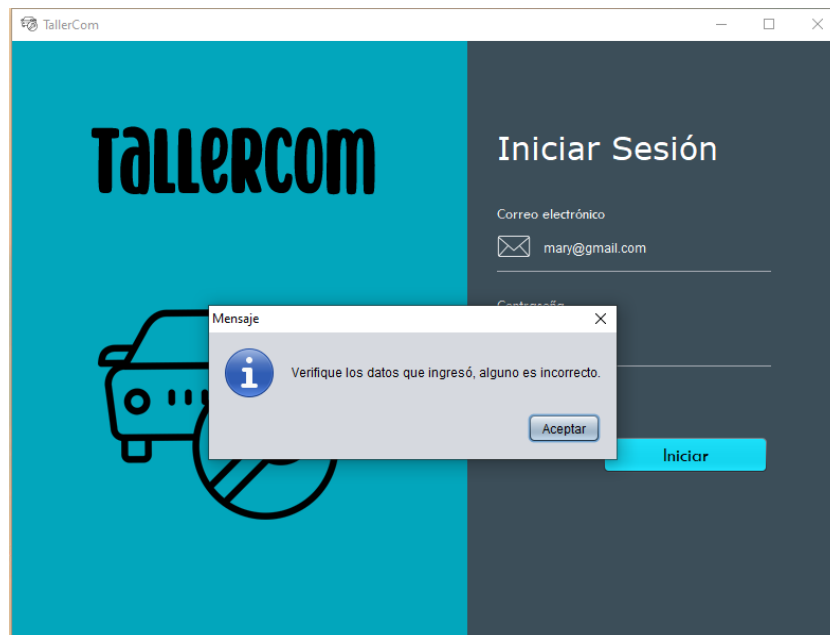 TallerCom
TallerCom
Iniciar Sesión
Correo electrónico
mary@gmail.com
Contraseña
Mensaje
Verifique los datos que ingresó, alguno es incorrecto.
Aceptar
Iniciar